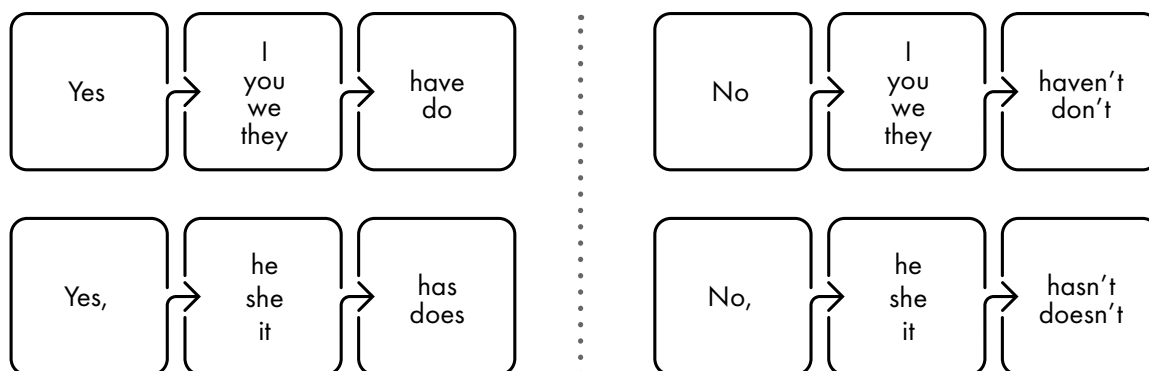 Yes
I
you
we
they
have
do
No
I
you
we
they
haven't
don't
Yes,
he
she
it
has
does
No,
he
she
it
hasn't
doesn't